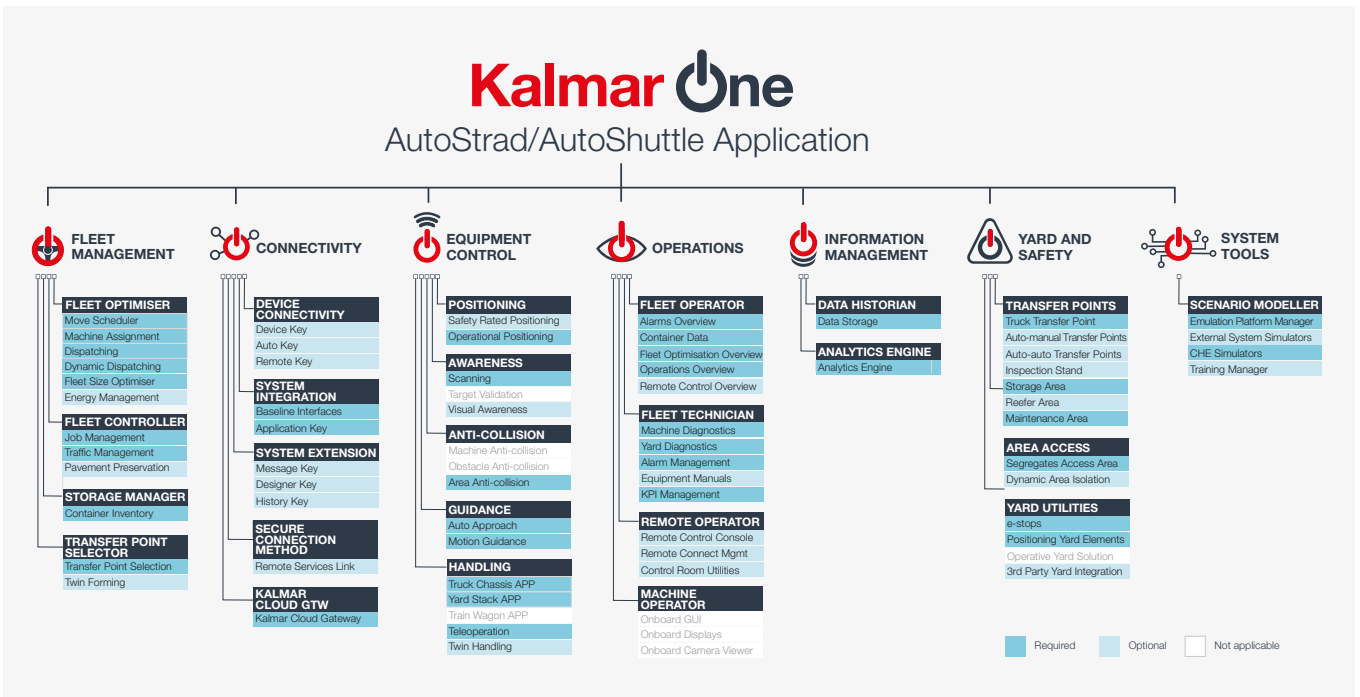 Kalmar One
AutoStrad/AutoShuttle Application
FLEET
MANAGEMENT
FLEET OPTIMISER
Move Scheduler
Machine Assignment
Dispatching
Dynamic Dispatching
Fleet Size Optimiser
Energy Management
FLEET CONTROLLER
Job Management
Traffic Management
Pavement Preservation
STORAGE MANAGER
Container Inventory
TRANSFER POINT
SELECTOR
Transfer Point Selection
Twin Forming
CONNECTIVITY
DEVICE
CONNECTIVITY
Device Key
Auto Key
Remote Key
SYSTEM
INTEGRATION
Baseline Interfaces
Application Key
SYSTEM EXTENSION
Message Key
Designer Key
History Key
SECURE
CONNECTION
METHOD
Remote Services Link
KALMAR
CLOUD GTW
Kalmar Cloud Gateway
EQUIPMENT
CONTROL
POSITIONING
Safety Rated Positioning
Operational Positioning
AWARENESS
Scanning
Target Validation
Visual Awareness
ANTI-COLLISION
Machine Anti-collision
Obstacle Anti-collision
Area Anti-collision
GUIDANCE
Auto Approach
Motion Guidance
HANDLING
Truck Chassis APP
Yard Stack APP
Train Wagon APP
Teleoperation
Twin Handling
OPERATIONS
FLEET OPERATOR
Alarms Overview
Container Data
Fleet Optimisation Overview
Operations Overview
Remote Control Overview
FLEET TECHNICIAN
Machine Diagnostics
Yard Diagnostics
Alarm Management
Equipment Manuals
KPI Management
REMOTE OPERATOR
Remote Control Console
Remote Connect Mgmt
Control Room Utilities
MACHINE
OPERATOR
Onboard GUI
Onboard Displays
Onboard Camera Viewer
INFORMATION
MANAGEMENT
DATA HISTORIAN
Data Storage
ANALYTICS ENGINE
Analytics Engine
YARD AND
SAFETY
TRANSFER POINTS
Truck Transfer Point
Auto-manual Transfer Points
Auto-auto Transfer Points
Inspection Stand
Storage Area
Reefer Area
Maintenance Area
AREA ACCESS
Segregates Access Area
Dynamic Area Isolation
YARD UTILITIES
e-stops
Positioning Yard Elements
Operative Yard Solution
3rd Party Yard Integration
SYSTEM
TOOLS
SCENARIO MODELLER
Emulation Platform Manager
External System Simulators
CHE Simulators
Training Manager
Required
Optional
Not applicable